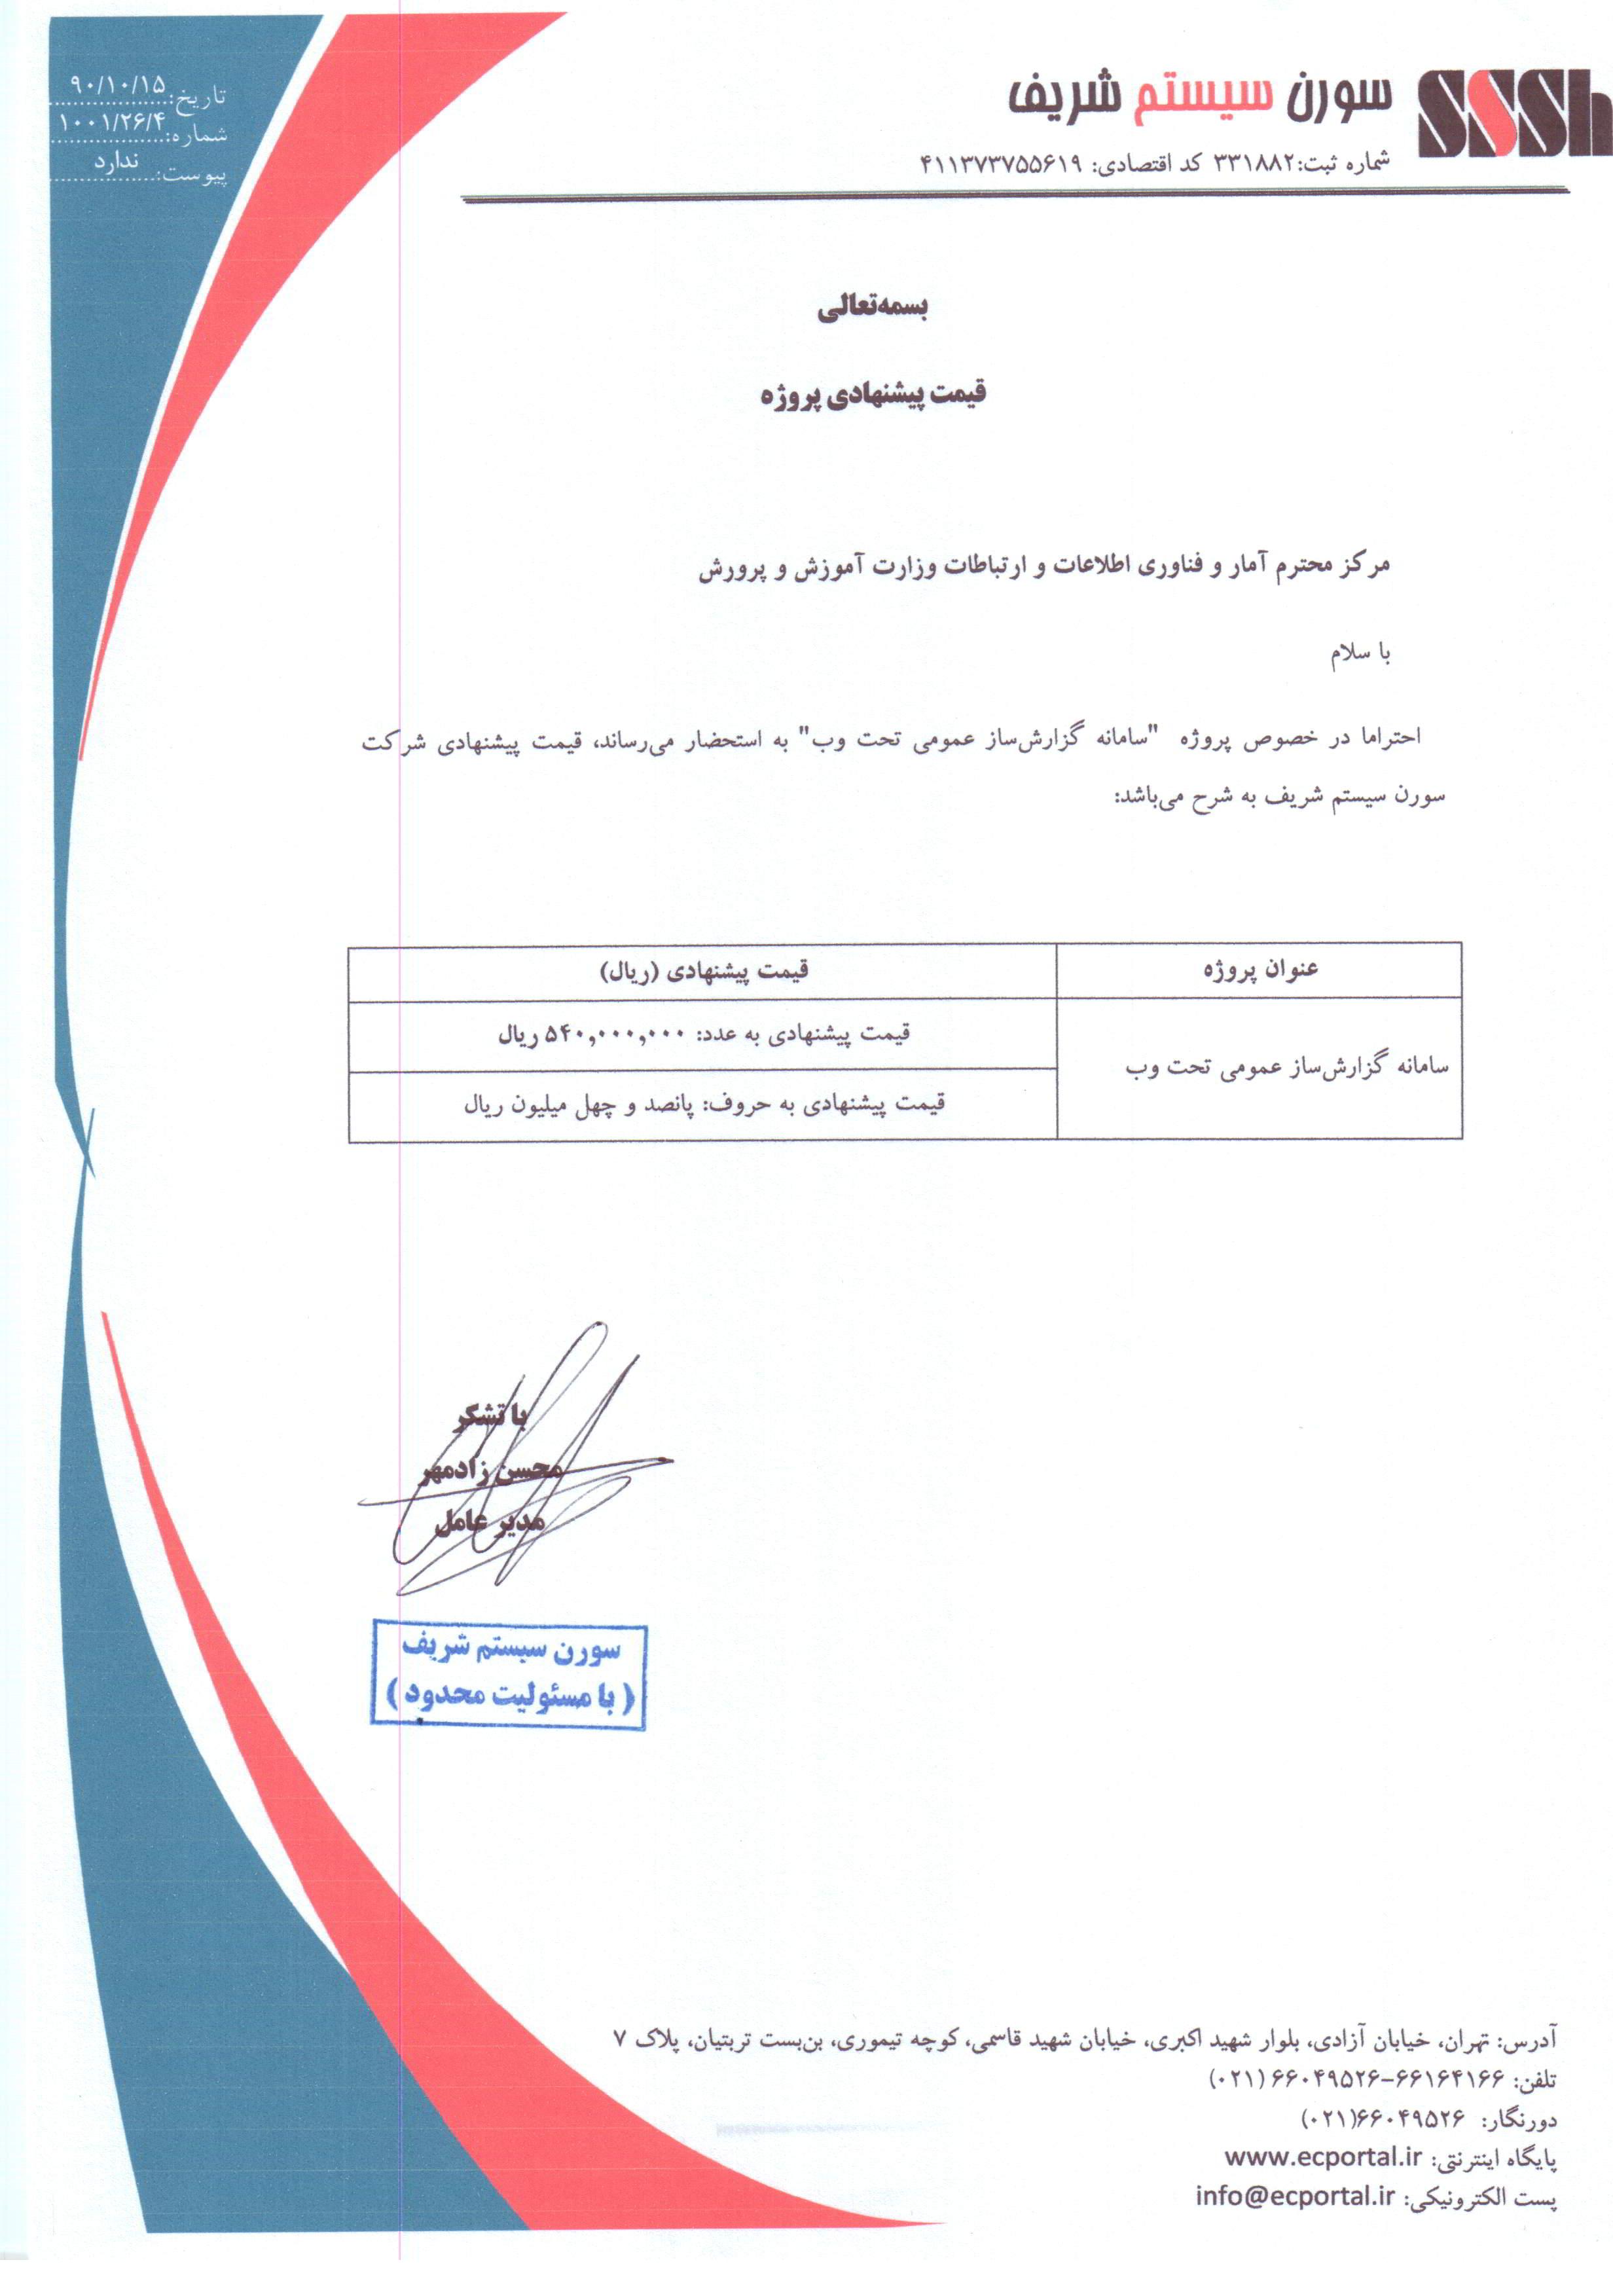 SSSh
سورن سیستم شریف
شماره ثبت:۳۳۱۸۸۲ کد اقتصادی: ۴۱۱۳۷۳۷۵۵۶۱۹
تاریخ: ۹۰/۱۰/۱۵
شماره: ۱۰۰۱/۲۶/۴
پیوست: ندارد
بسمه‌تعالی
قیمت پیشنهادی پروژه
مرکز محترم آمار و فناوری اطلاعات و ارتباطات وزارت آموزش و پرورش
با سلام
احتراما در خصوص پروژه "سامانه گزارش‌ساز عمومی تحت وب" به استحضار می‌رساند، قیمت پیشنهادی شرکت
سورن سیستم شریف به شرح می‌باشد:
عنوان پروژه
قیمت پیشنهادی (ریال)
سامانه گزارش‌ساز عمومی تحت وب
قیمت پیشنهادی به عدد: ۵۴۰,۰۰۰,۰۰۰ ریال
قیمت پیشنهادی به حروف: پانصد و چهل میلیون ریال
با تشکر
محسن زادمهر
مدیر عامل
سورن سیستم شریف
( با مسئولیت محدود )
آدرس: تهران، خیابان آزادی، بلوار شهید اکبری، خیابان شهید قاسمی، کوچه تیموری، بن‌بست تربتیان، پلاک ۷
تلفن: ۶۶۱۶۴۱۶۶-۶۶۰۴۹۵۲۶ (۰۲۱)
دورنگار: ۶۶۰۴۹۵۲۶(۰۲۱)
پایگاه اینترنتی: www.ecportal.ir
پست الکترونیکی: info@ecportal.ir